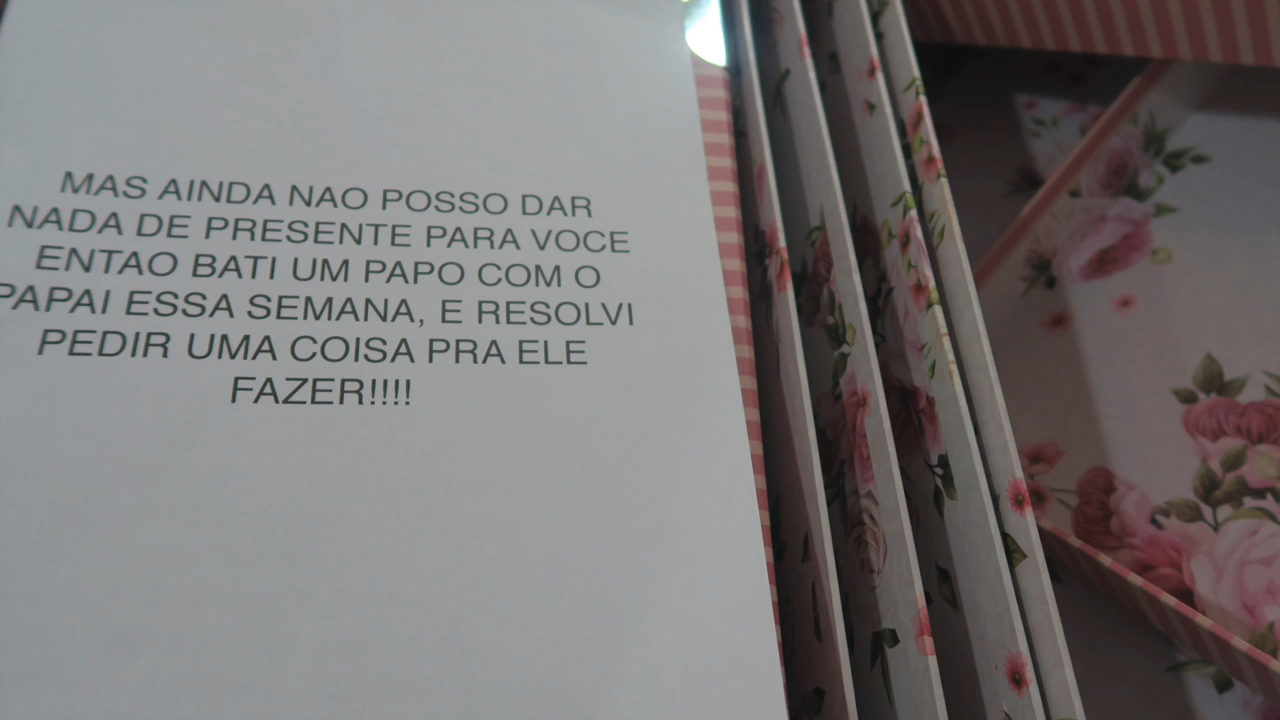 MAS AINDA NAO POSSO DAR
NADA DE PRESENTE PARA VOCE
ENTAO BATI UM PAPO COM O
PAPAI ESSA SEMANA, E RESOLVI
PEDIR UMA COISA PRA ELE
FAZER!!!!